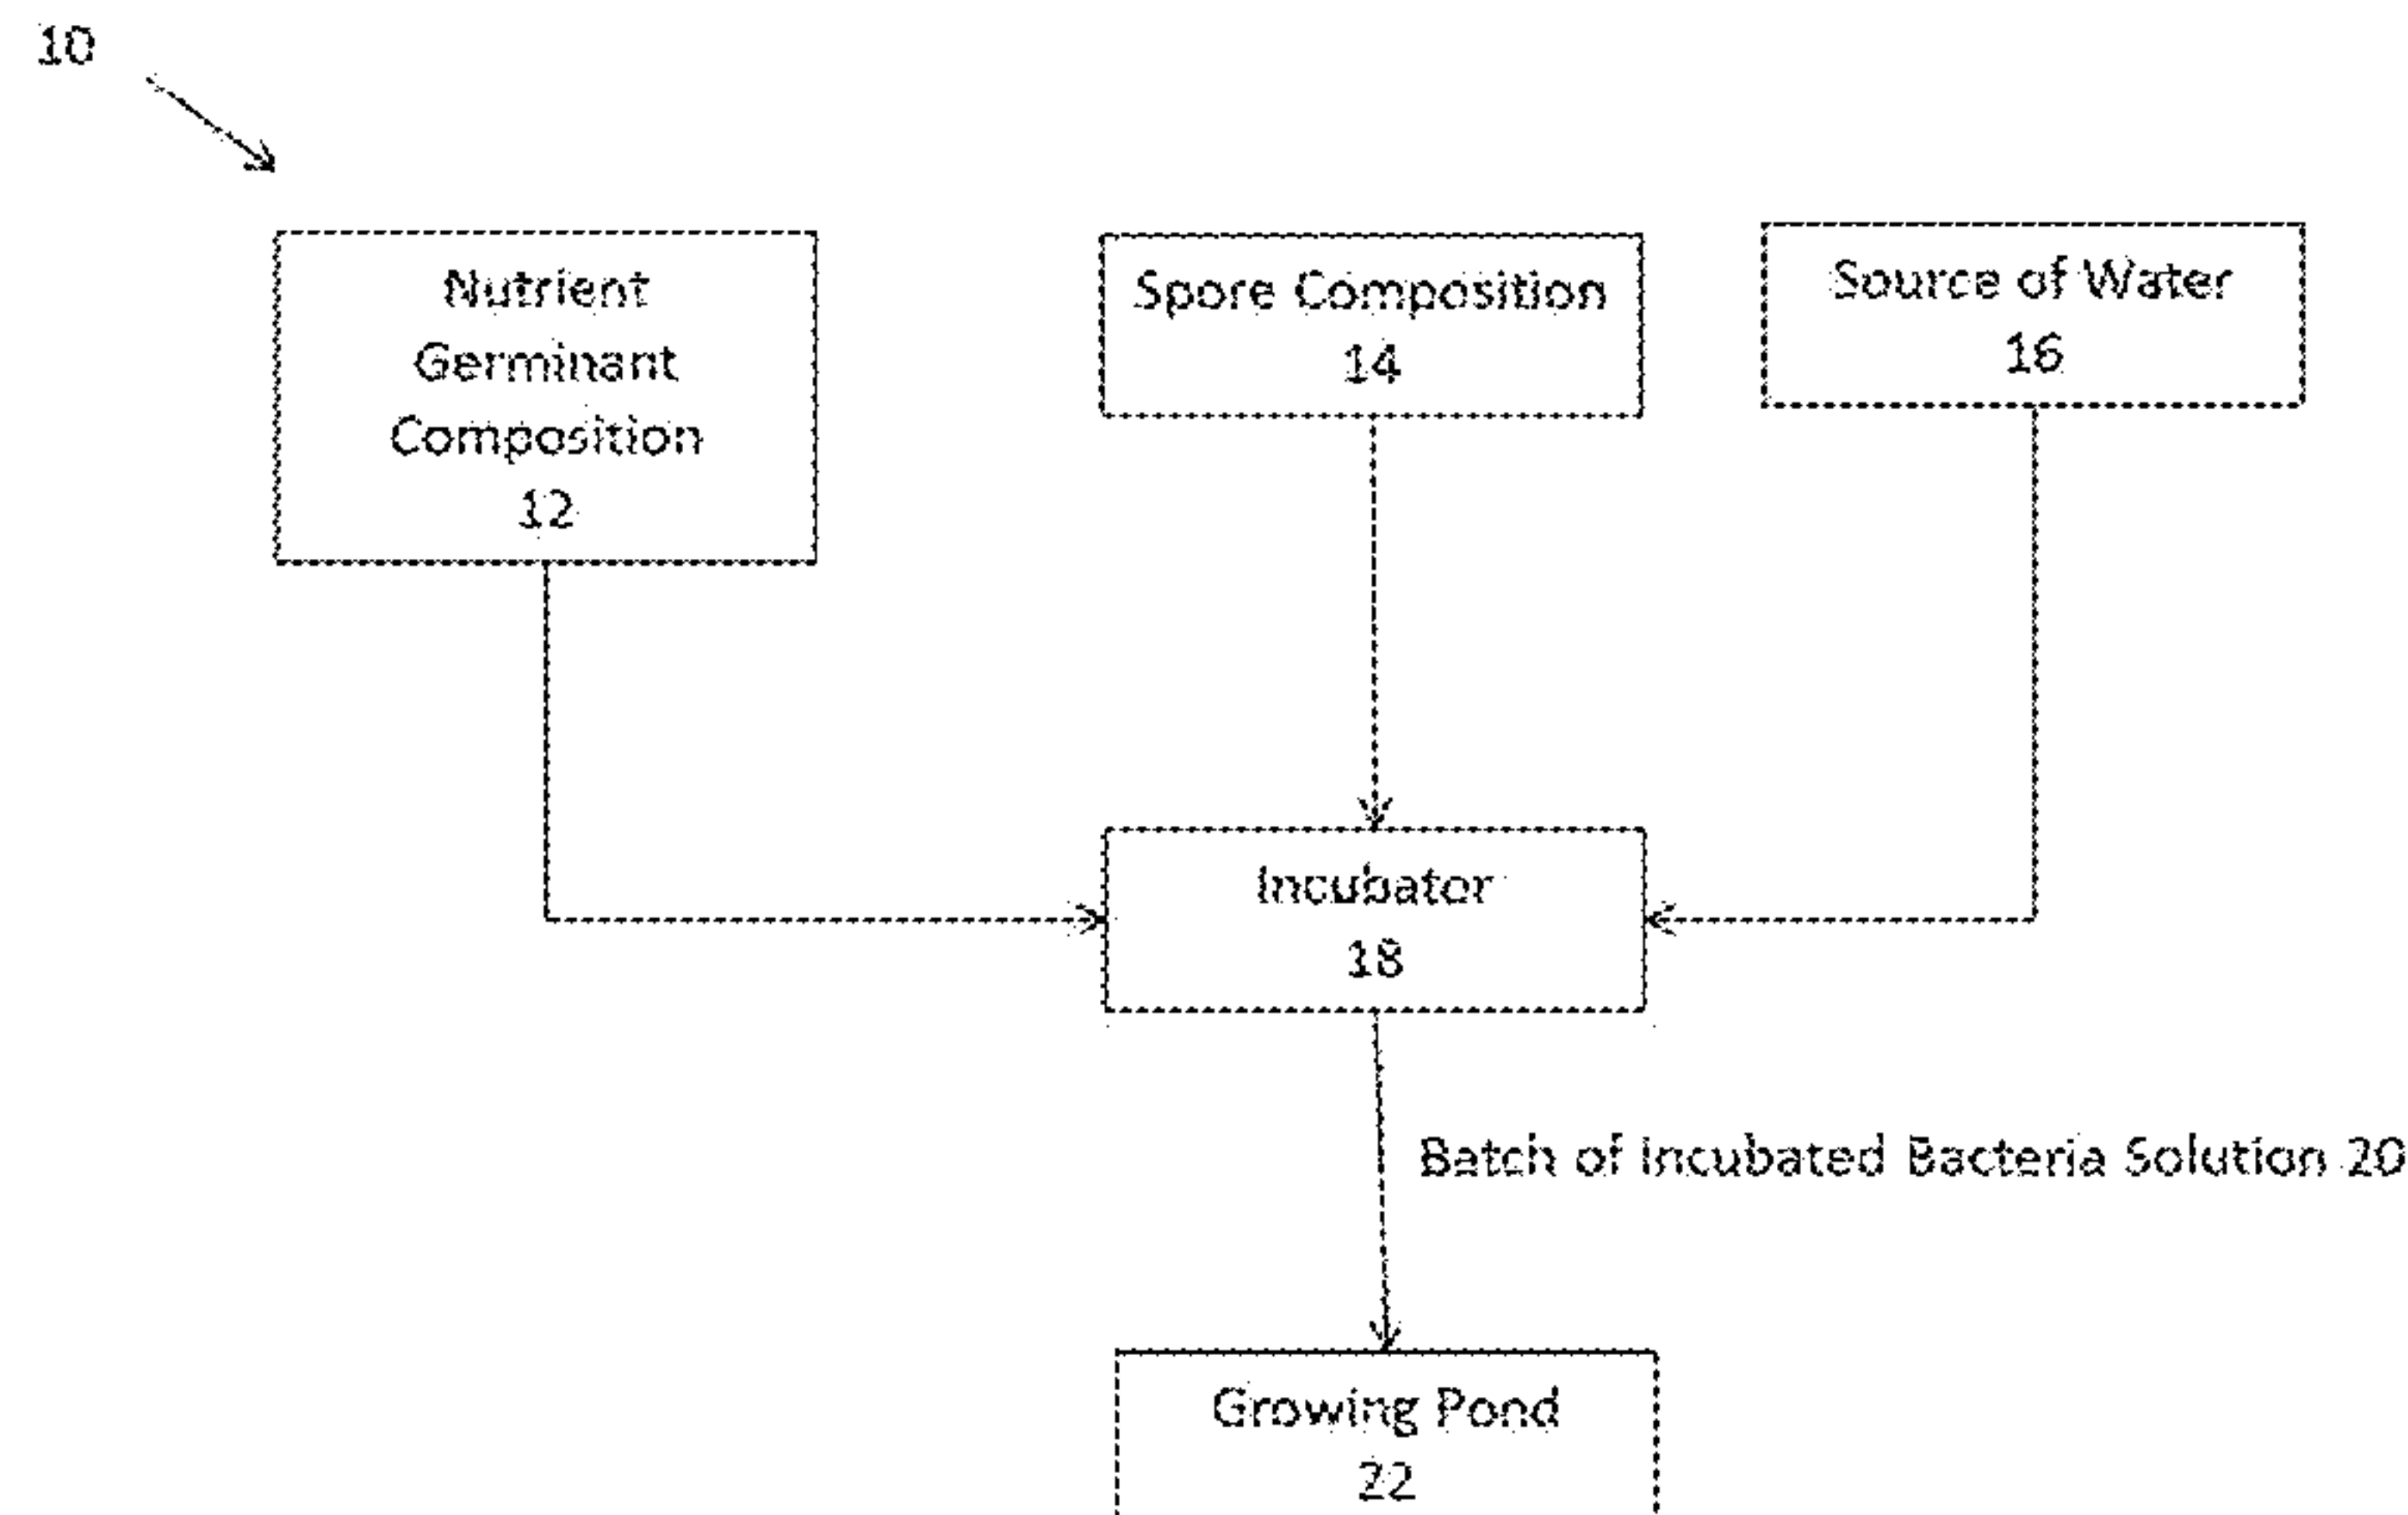 10
Nutrient
Germinant
Composition
12
Spore Composition
14
Source of Water
16
Incubator
18
Batch of Incubated Bacteria Solution 20
Growing Pond
22